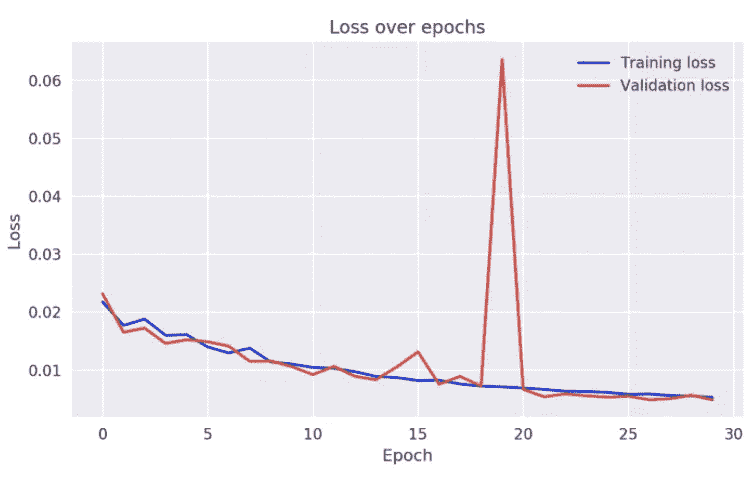 Loss over epochs
Training loss
Validation loss
0.06
0.05
0.04
0.03
0.02
0.01
Loss
0 5 10 15 20 25 30
Epoch